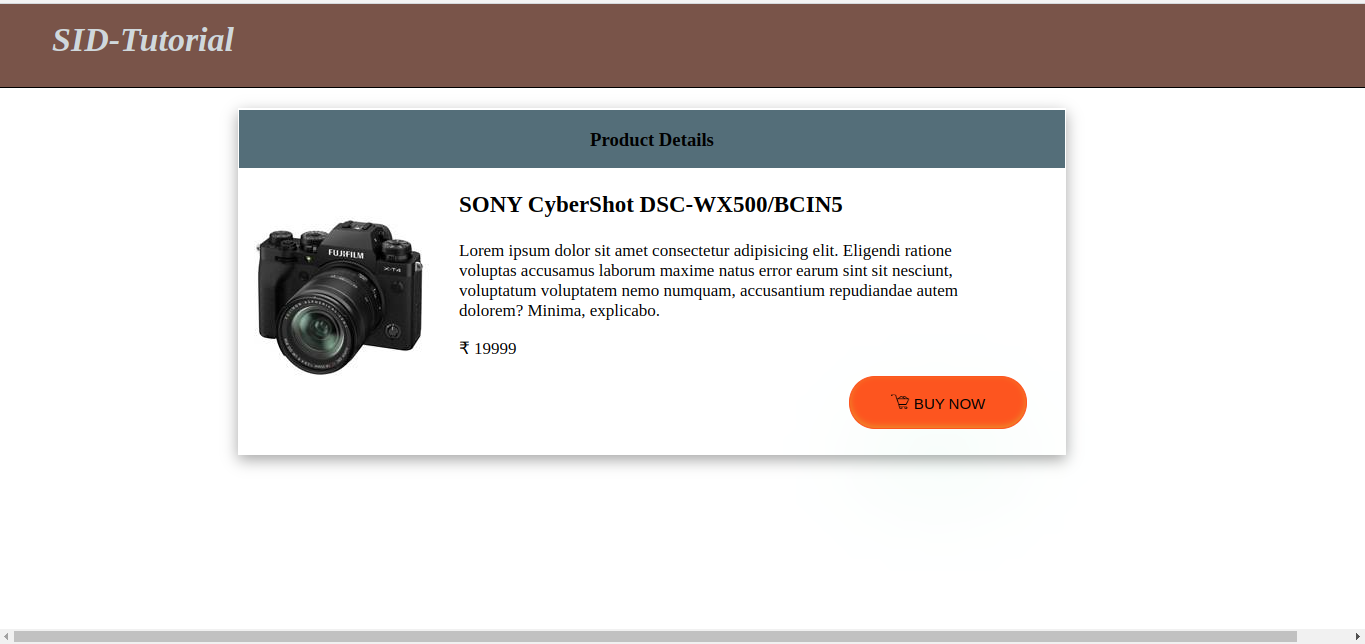 SID-Tutorial
Product Details
SONY CyberShot DSC-WX500/BCIN5
Lorem ipsum dolor sit amet consectetur adipisicing elit. Eligendi ratione
voluptas accusamus laborum maxime natus error earum sint sit nesciunt,
voluptatum voluptatem nemo numquam, accusantium repudiandae autem
dolorem? Minima, explicabo.
FUJIFILM
X-T4
₹ 19999
BUY NOW